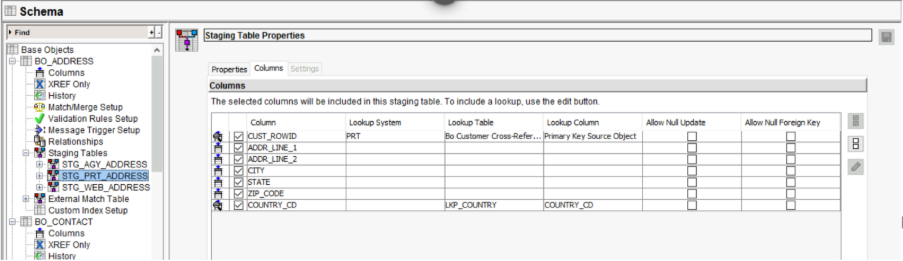 Schema
Find
Base Objects
BO_ADDRESS
Columns
XREF Only
History
Match/Merge Setup
Validation Rules Setup
Message Trigger Setup
Relationships
Staging Tables
STG_AGY_ADDRESS
STG_PRT_ADDRESS
STG_WEB_ADDRESS
External Match Table
Custom Index Setup
BO_CONTACT
Columns
XREF Only
History
Staging Table Properties
Properties Columns Settings
Columns
The selected columns will be included in this staging table. To include a lookup, use the edit button.
Column Lookup System Lookup Table Lookup Column Allow Null Update Allow Null Foreign Key
CUST_ROWID PRT Bo Customer Cross-Refer... Primary Key Source Object
ADDR_LINE_1
ADDR_LINE_2
CITY
STATE
ZIP_CODE
COUNTRY_CD LKP_COUNTRY COUNTRY_CD